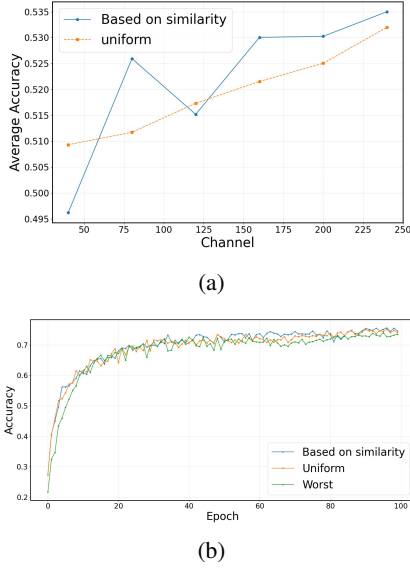 0.535
0.530
0.525
0.520
0.515
0.510
0.505
0.500
0.495
Average Accuracy
Based on similarity
uniform
50 75 100 125 150 175 200 225 250
Channel
(a)
0.7
0.6
0.5
0.4
0.3
0.2
Accuracy
Based on similarity
Uniform
Worst
0 20 40 60 80 100
Epoch
(b)